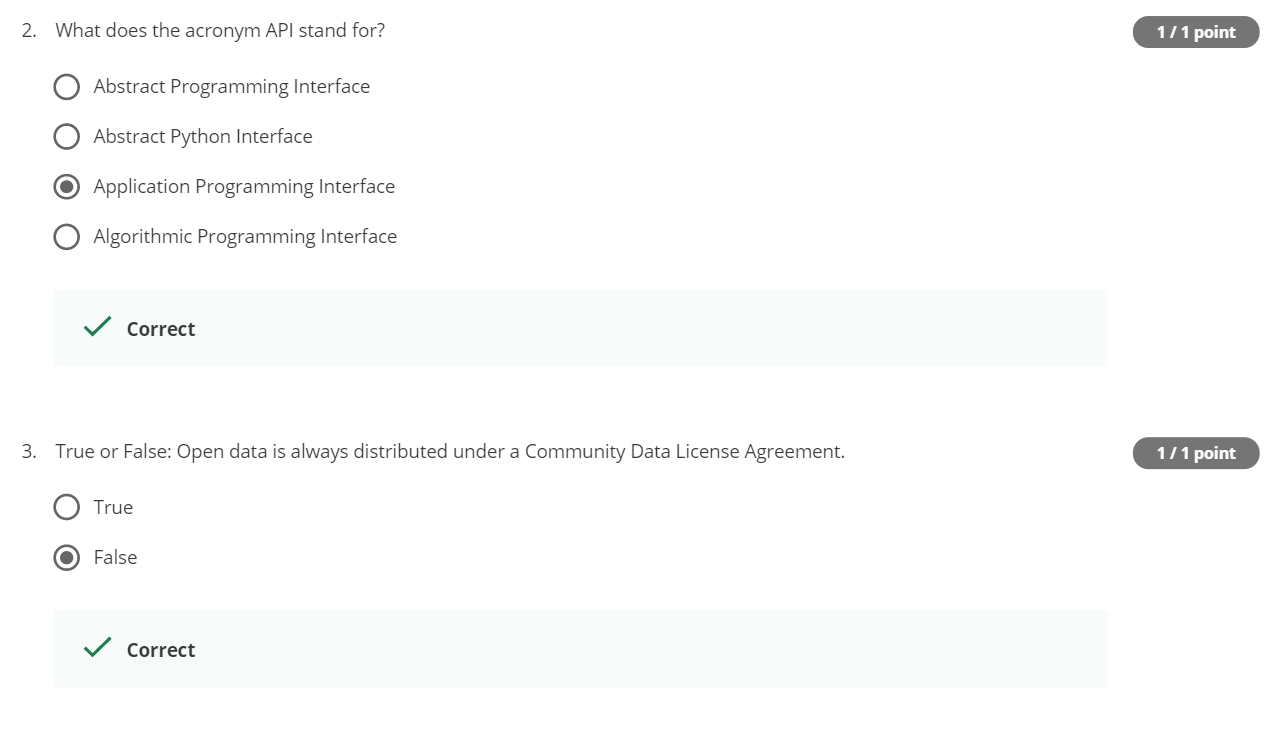 2. What does the acronym API stand for?
1 / 1 point
Abstract Programming Interface
Abstract Python Interface
Application Programming Interface
Algorithmic Programming Interface
Correct
3. True or False: Open data is always distributed under a Community Data License Agreement.
1 / 1 point
True
False
Correct